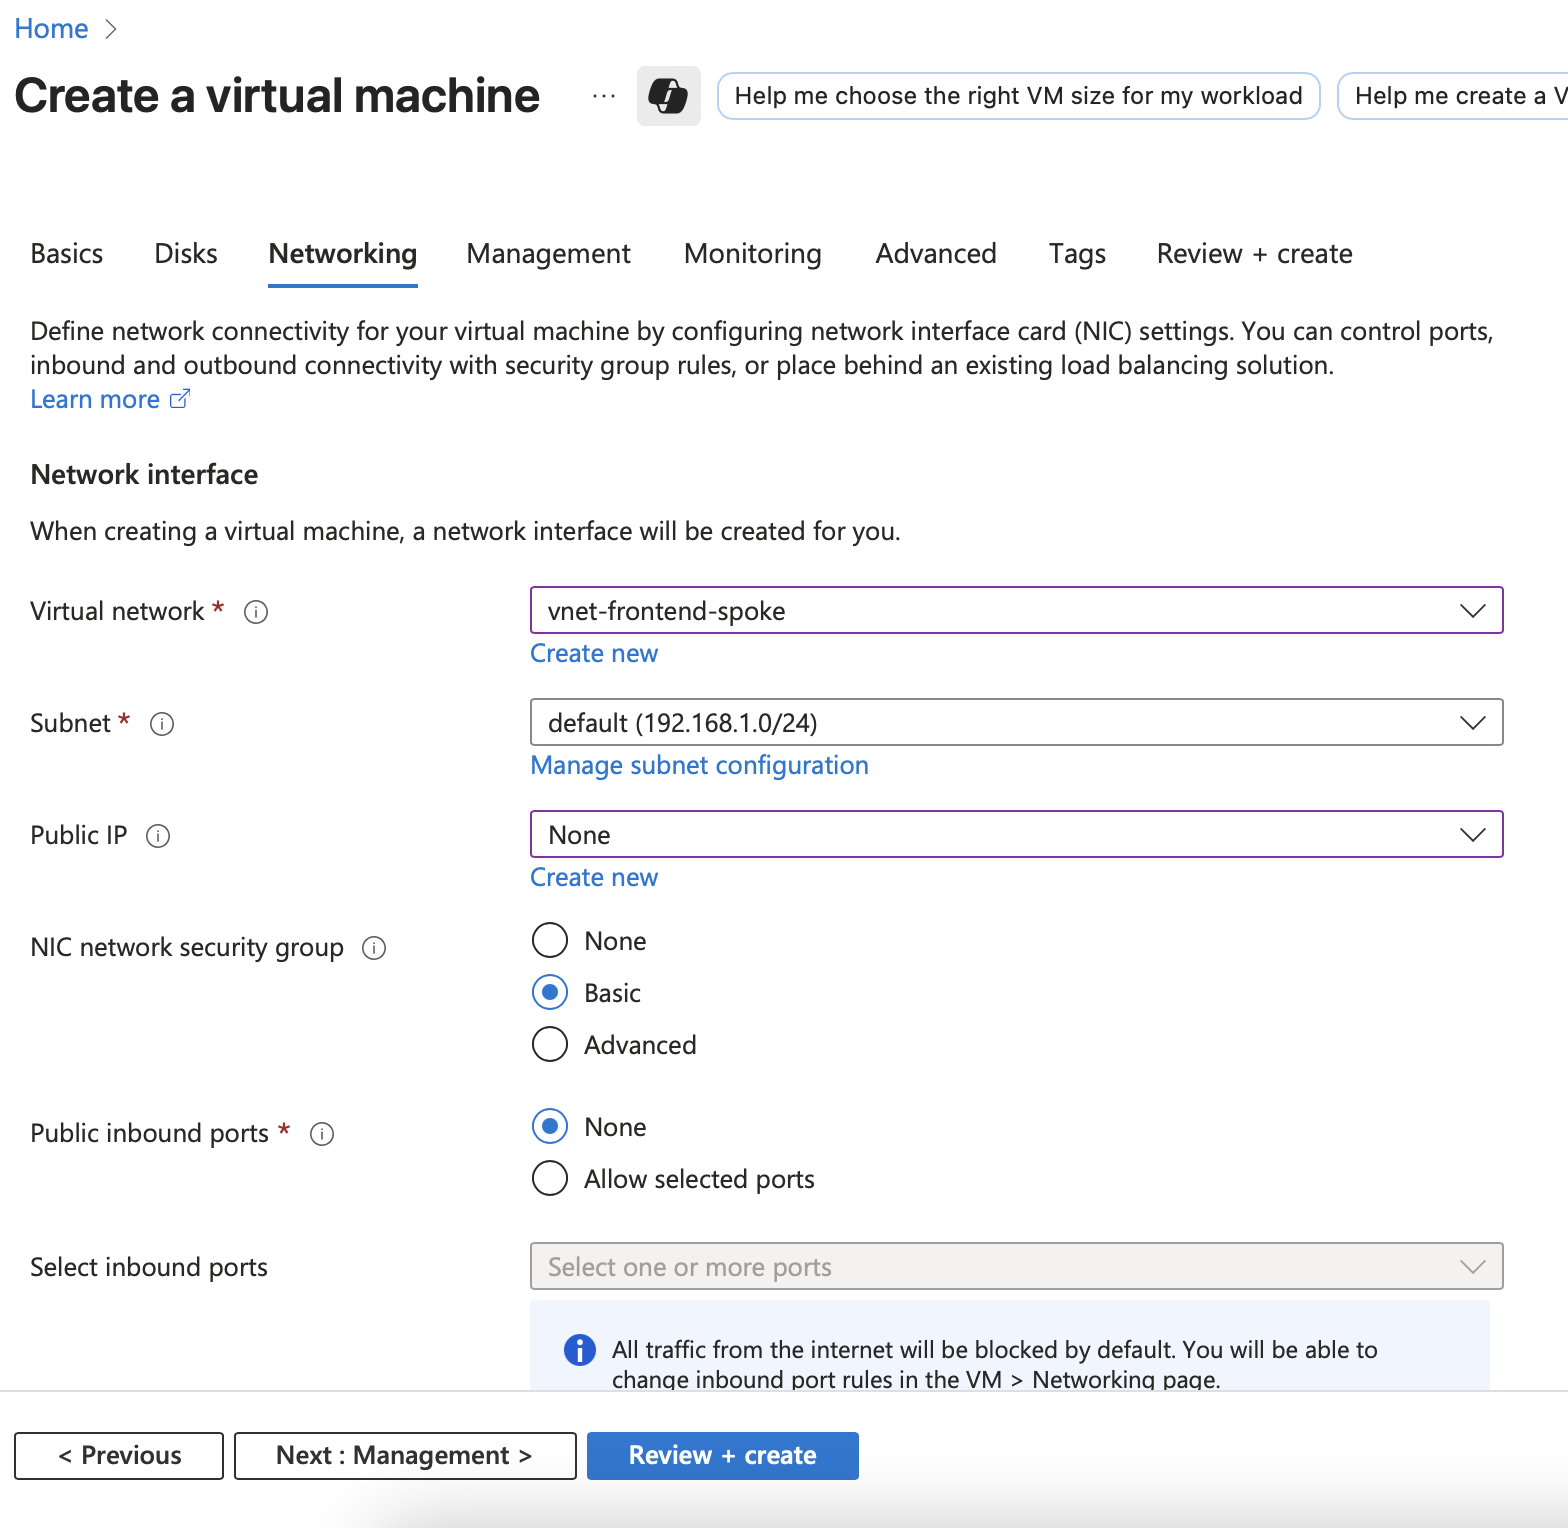 Home >
Create a virtual machine
...
Help me choose the right VM size for my workload
Help me create a V
Basics Disks Networking Management Monitoring Advanced Tags Review + create
Define network connectivity for your virtual machine by configuring network interface card (NIC) settings. You can control ports,
inbound and outbound connectivity with security group rules, or place behind an existing load balancing solution.
Learn more
Network interface
When creating a virtual machine, a network interface will be created for you.
Virtual network *
vnet-frontend-spoke
Create new
Subnet *
default (192.168.1.0/24)
Manage subnet configuration
Public IP
None
Create new
NIC network security group
None
Basic
Advanced
Public inbound ports *
None
Allow selected ports
Select inbound ports
Select one or more ports
All traffic from the internet will be blocked by default. You will be able to
change inbound port rules in the VM > Networking page.
< Previous
Next : Management >
Review + create